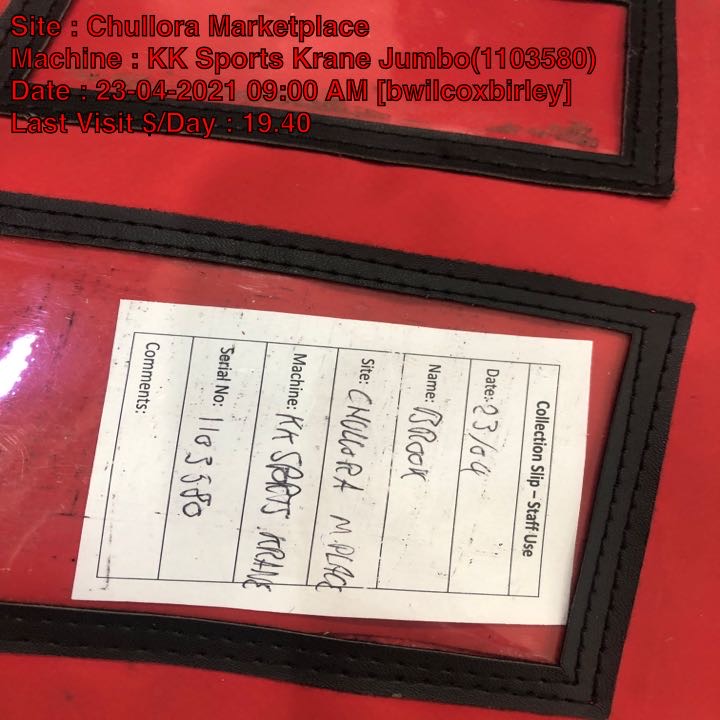 Site : Chullora Marketplace
Machine : KK Sports Krane Jumbo(1103580)
Date : 23-04-2021 09:00 AM [bwilcoxbirley]
Last Visit $/Day : 19.40
Collection Slip – Staff Use
Date: 23/04
Name: BROOK
Site: CHULLORA M.PLACE
Machine: KK SPORTS KRANE
Serial No: 1103580
Comments: